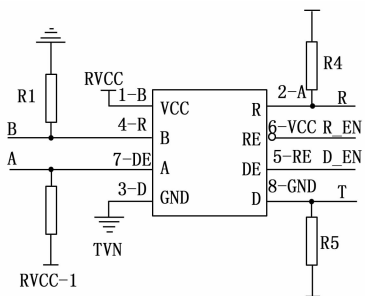 R4
RVCC
R1
1-B
2-A
VCC
R
R
4-R
6-VCC
R_EN
B
B
RE
7-DE
5-RE
D_EN
A
A
DE
3-D
8-GND
GND
D
T
TVN
R5
RVCC-1